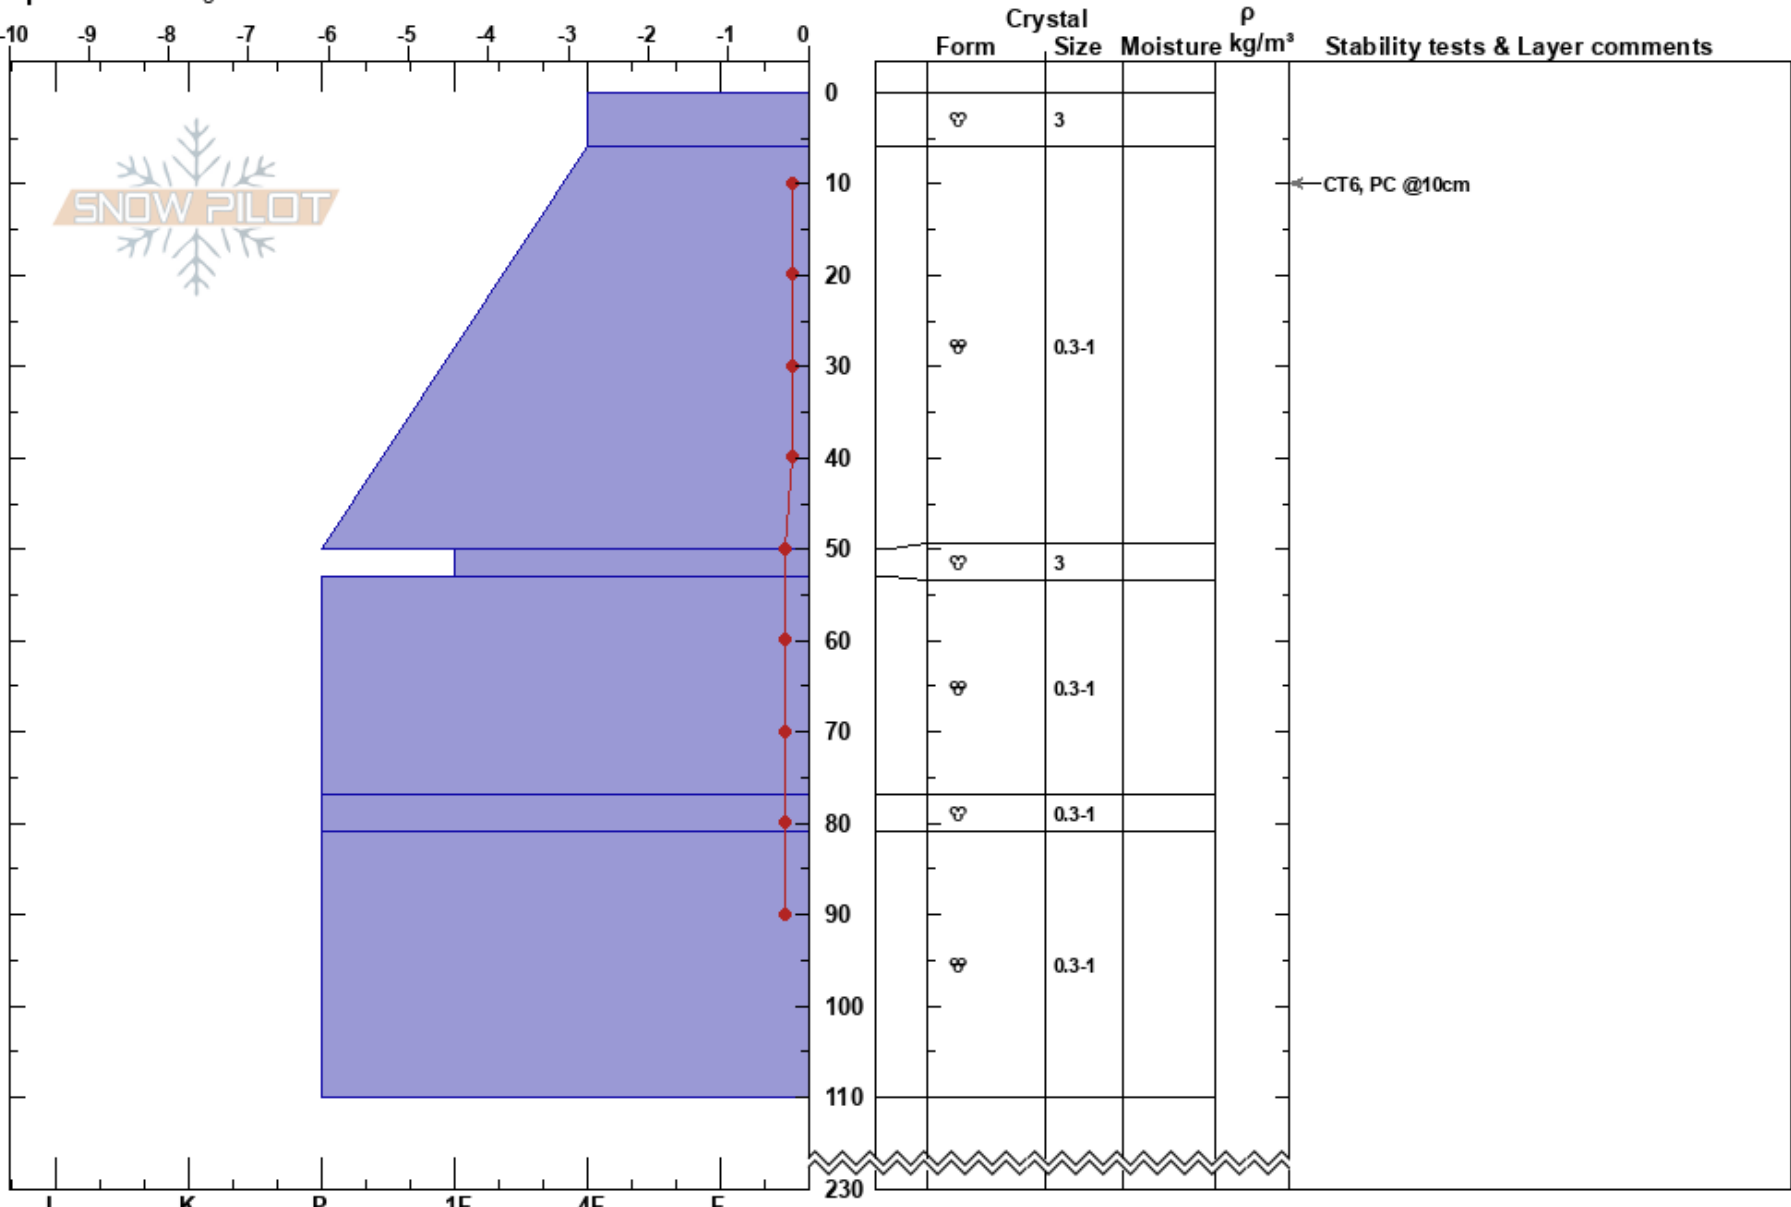 -10 -9 -8 -7 -6 -5 -4 -3 -2 -1 0
Crystal ρ
Form Size Moisture kg/m³ Stability tests & Layer comments
0
3
SNOW PILOT
10 CT6, PC @10cm
20
30 0.3-1
40
50
3
60
0.3-1
70
80 0.3-1
90
0.3-1
100
110
230
I K P 1F 4F F